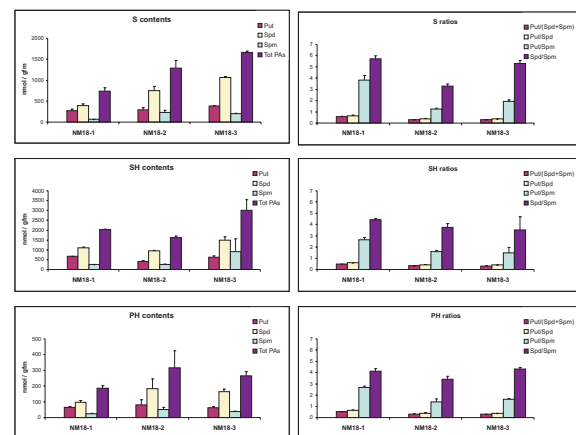 S contents
Put
Spd
Spm
Tot PAs
nmol / gfm
2000
1500
1000
500
0
NM18-1 NM18-2 NM18-3
S ratios
Put/(Spd+Spm)
Put/Spd
Put/Spm
Spd/Spm
7
6
5
4
3
2
1
0
NM18-1 NM18-2 NM18-3
SH contents
Put
Spd
Spm
Tot PAs
nmol / gfm
4000
3500
3000
2500
2000
1500
1000
500
0
NM18-1 NM18-2 NM18-3
SH ratios
Put/(Spd+Spm)
Put/Spd
Put/Spm
Spd/Spm
7
6
5
4
3
2
1
0
NM18-1 NM18-2 NM18-3
PH contents
Put
Spd
Spm
Tot PAs
nmol / gfm
500
400
300
200
100
0
NM18-1 NM18-2 NM18-3
PH ratios
Put/(Spd+Spm)
Put/Spd
Put/Spm
Spd/Spm
7
6
5
4
3
2
1
0
NM18-1 NM18-2 NM18-3